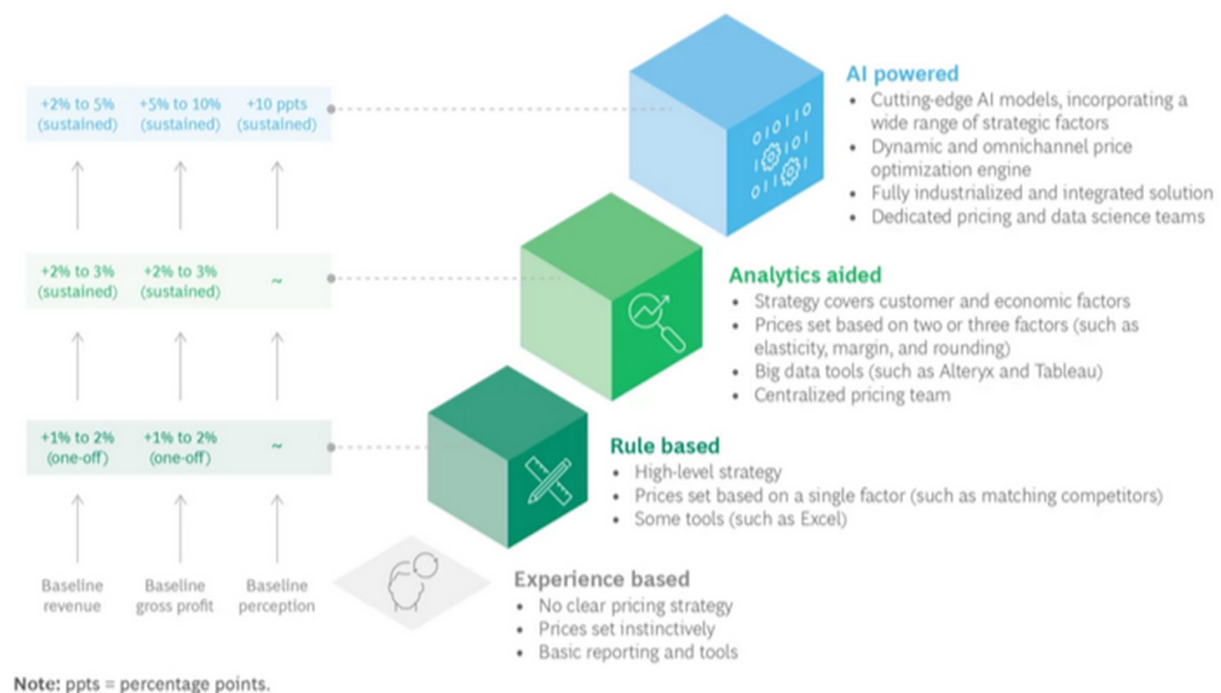 +2% to 5%
(sustained)
+5% to 10%
(sustained)
+10 ppts
(sustained)
AI powered
• Cutting-edge AI models, incorporating a
wide range of strategic factors
• Dynamic and omnichannel price
optimization engine
• Fully industrialized and integrated solution
• Dedicated pricing and data science teams
010110
101
011 0
+2% to 3%
(sustained)
+2% to 3%
(sustained)
~
Analytics aided
• Strategy covers customer and economic factors
• Prices set based on two or three factors (such as
elasticity, margin, and rounding)
• Big data tools (such as Alteryx and Tableau)
• Centralized pricing team
+1% to 2%
(one-off)
+1% to 2%
(one-off)
~
Rule based
• High-level strategy
• Prices set based on a single factor (such as matching competitors)
• Some tools (such as Excel)
Baseline
revenue
Baseline
gross profit
Baseline
perception
Experience based
• No clear pricing strategy
• Prices set instinctively
• Basic reporting and tools
Note: ppts = percentage points.